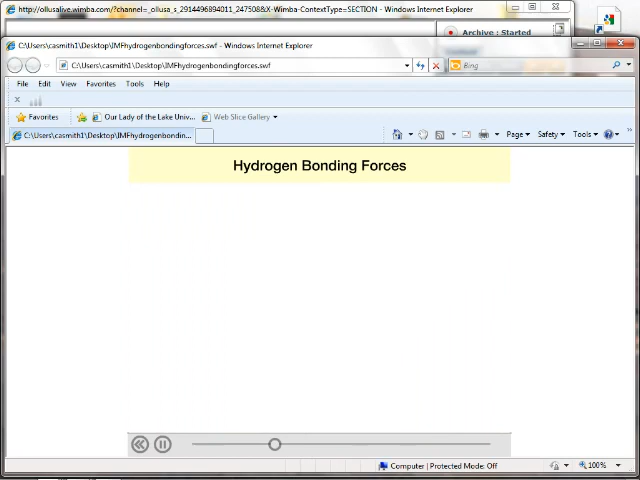 http://ollusalive.wimba.com/?channel=_ollusa_s_2914496894011_247508&X-Wimba-ContextType=SECTION - Windows Internet Explorer
Archive : Started
C:\Users\casmith1\Desktop\IMFhydrogenbondingforces.swf - Windows Internet Explorer
C:\Users\casmith1\Desktop\IMFhydrogenbondingforces.swf
Bing
File Edit View Favorites Tools Help
Favorites Our Lady of the Lake Univ... Web Slice Gallery
C:\Users\casmith1\Desktop\IMFhydrogenbondin...
Page Safety Tools
Hydrogen Bonding Forces
Computer | Protected Mode: Off
100%